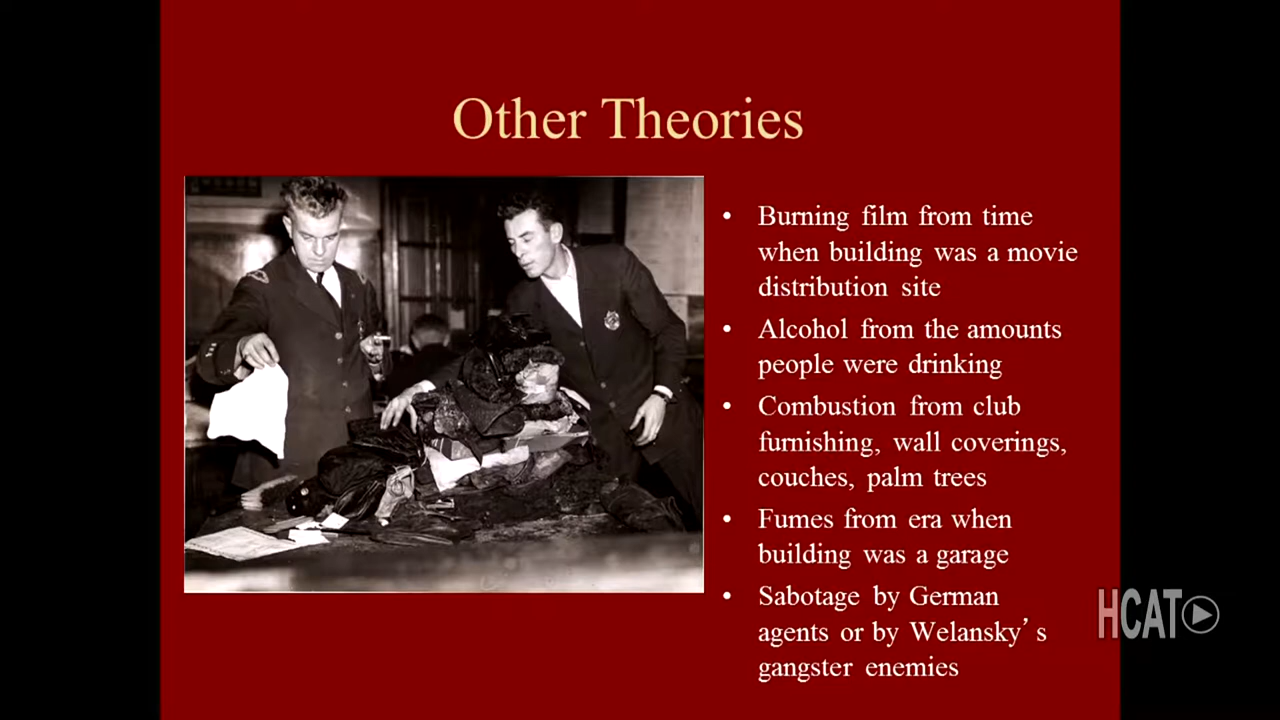 Other Theories
• Burning film from time
when building was a movie
distribution site
• Alcohol from the amounts
people were drinking
• Combustion from club
furnishing, wall coverings,
couches, palm trees
• Fumes from era when
building was a garage
• Sabotage by German
agents or by Welansky’s
gangster enemies
HCAT